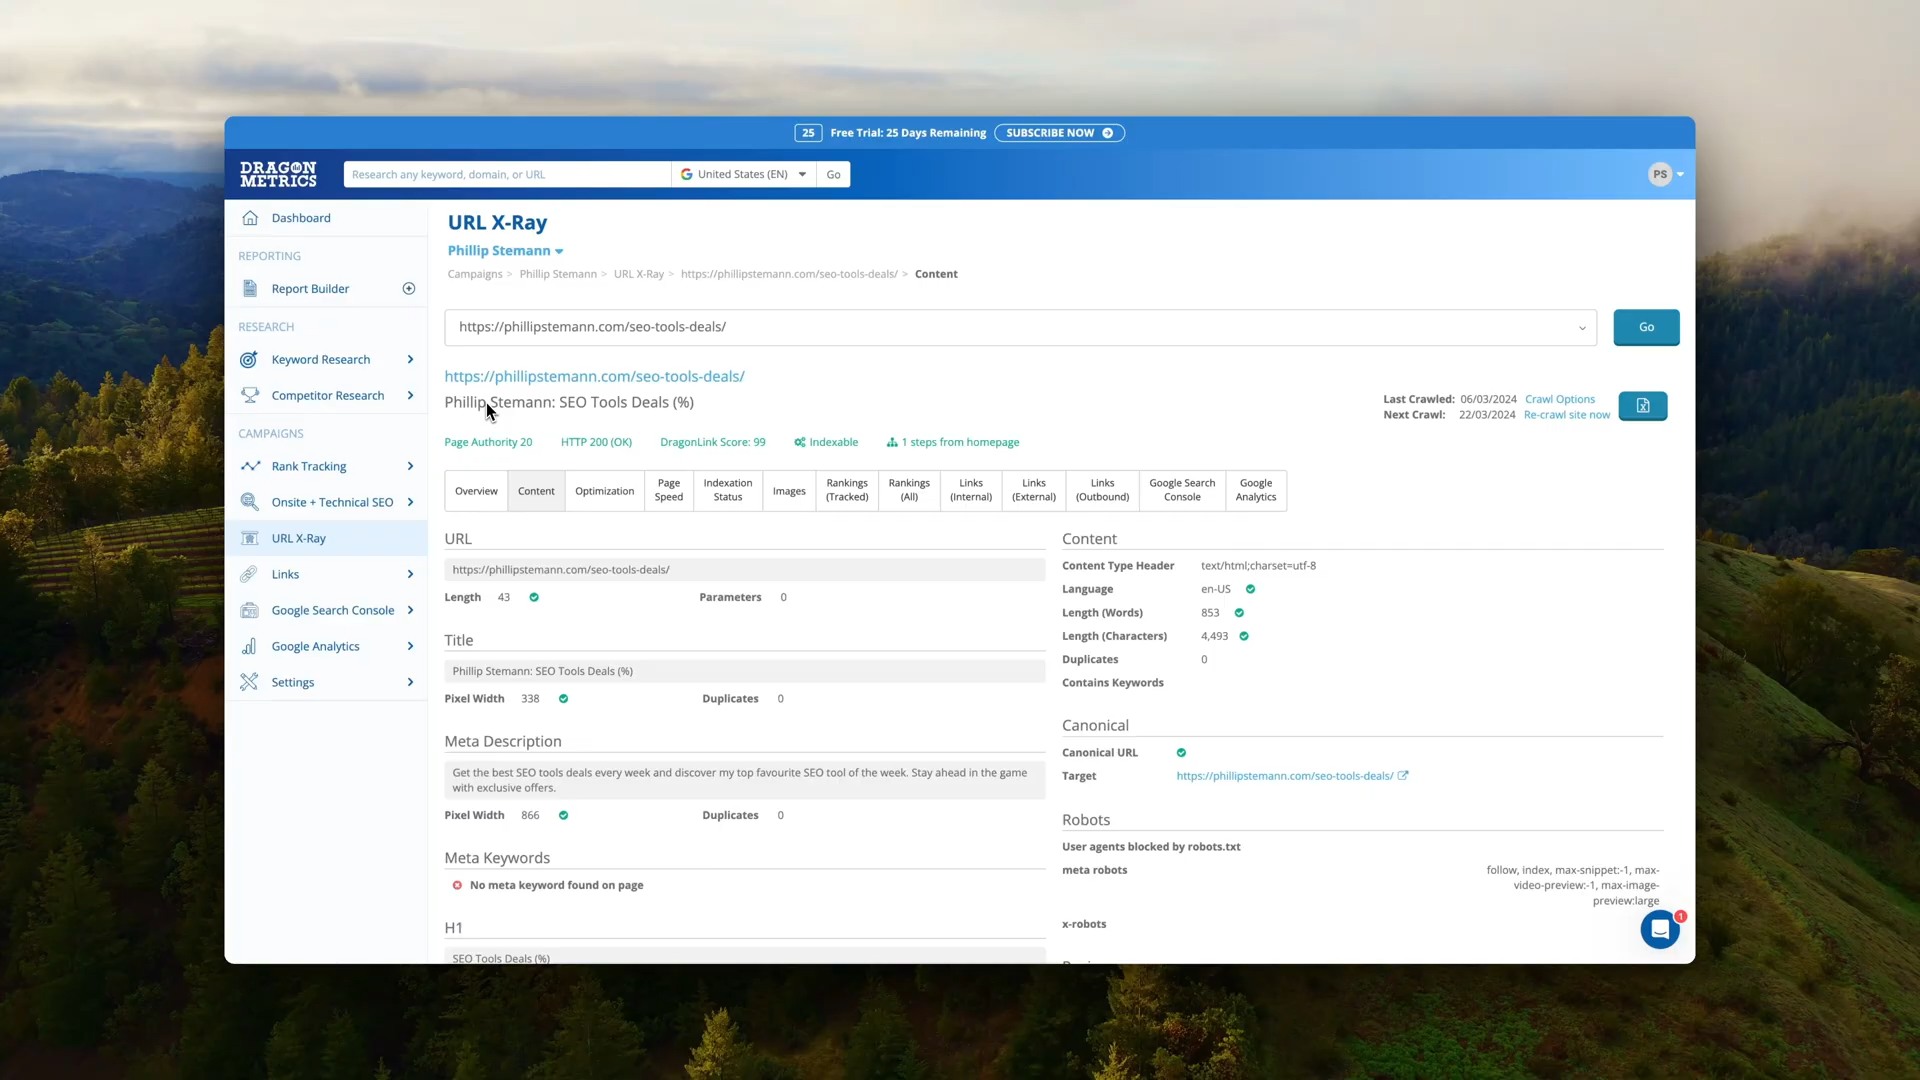 25 Free Trial: 25 Days Remaining SUBSCRIBE NOW
DRAGON METRICS
Research any keyword, domain, or URL
United States (EN)
Go
PS
Dashboard
REPORTING
Report Builder
RESEARCH
Keyword Research
Competitor Research
CAMPAIGNS
Rank Tracking
Onsite + Technical SEO
URL X-Ray
Links
Google Search Console
Google Analytics
Settings
URL X-Ray
Phillip Stemann
Campaigns > Phillip Stemann > URL X-Ray > https://phillipstemann.com/seo-tools-deals/ > Content
https://phillipstemann.com/seo-tools-deals/
Go
https://phillipstemann.com/seo-tools-deals/
Phillip Stemann: SEO Tools Deals (%)
Last Crawled: 06/03/2024 Crawl Options
Next Crawl: 22/03/2024 Re-crawl site now
Page Authority 20 HTTP 200 (OK) DragonLink Score: 99 Indexable 1 steps from homepage
Overview
Content
Optimization
Page Speed
Indexation Status
Images
Rankings (Tracked)
Rankings (All)
Links (Internal)
Links (External)
Links (Outbound)
Google Search Console
Google Analytics
URL
https://phillipstemann.com/seo-tools-deals/
Length 43 Parameters 0
Title
Phillip Stemann: SEO Tools Deals (%)
Pixel Width 338 Duplicates 0
Meta Description
Get the best SEO tools deals every week and discover my top favourite SEO tool of the week. Stay ahead in the game
with exclusive offers.
Pixel Width 866 Duplicates 0
Meta Keywords
No meta keyword found on page
H1
SEO Tools Deals (%)
Content
Content Type Header text/html;charset=utf-8
Language en-US
Length (Words) 853
Length (Characters) 4,493
Duplicates 0
Contains Keywords
Canonical
Canonical URL
Target https://phillipstemann.com/seo-tools-deals/
Robots
User agents blocked by robots.txt
meta robots follow, index, max-snippet:-1, max-
video-preview:-1, max-image-
preview:large
x-robots
1